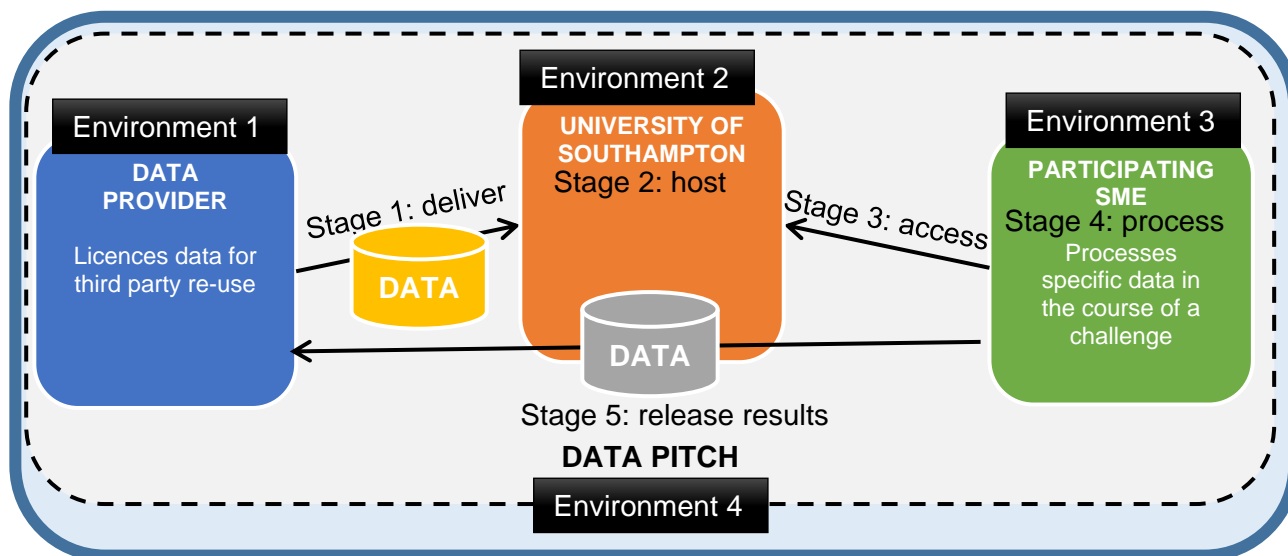 Environment 1
DATA
PROVIDER
Licences data for
third party re-use
Stage 1: deliver
DATA
Environment 2
UNIVERSITY OF
SOUTHAMPTON
Stage 2: host
Stage 3: access
Environment 3
PARTICIPATING
SME
Stage 4: process
Processes
specific data in
the course of a
challenge
DATA
Stage 5: release results
DATA PITCH
Environment 4